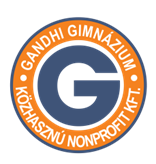 GANDHI GIMNÁZIUM
KÖZHASZNÚ NONPROFIT KFT.
G